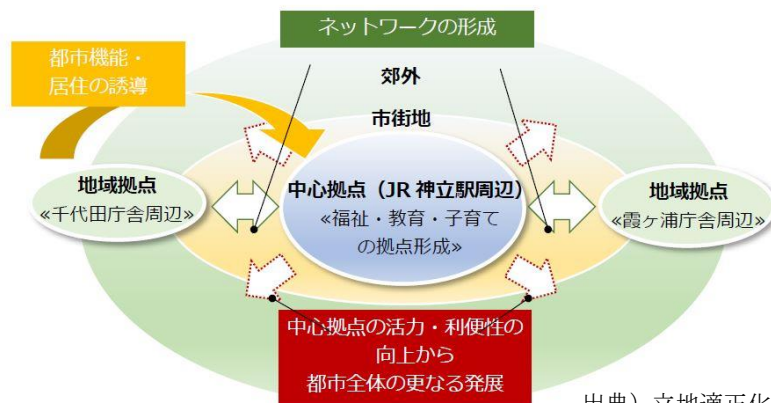 ネットワークの形成
都市機能・
居住の誘導
郊外
市街地
地域拠点
≪千代田庁舎周辺≫
中心拠点（JR 神立駅周辺）
≪福祉・教育・子育て
の拠点形成≫
地域拠点
≪霞ヶ浦庁舎周辺≫
中心拠点の活力・利便性の
向上から
都市全体の更なる発展
出典）立地適正化